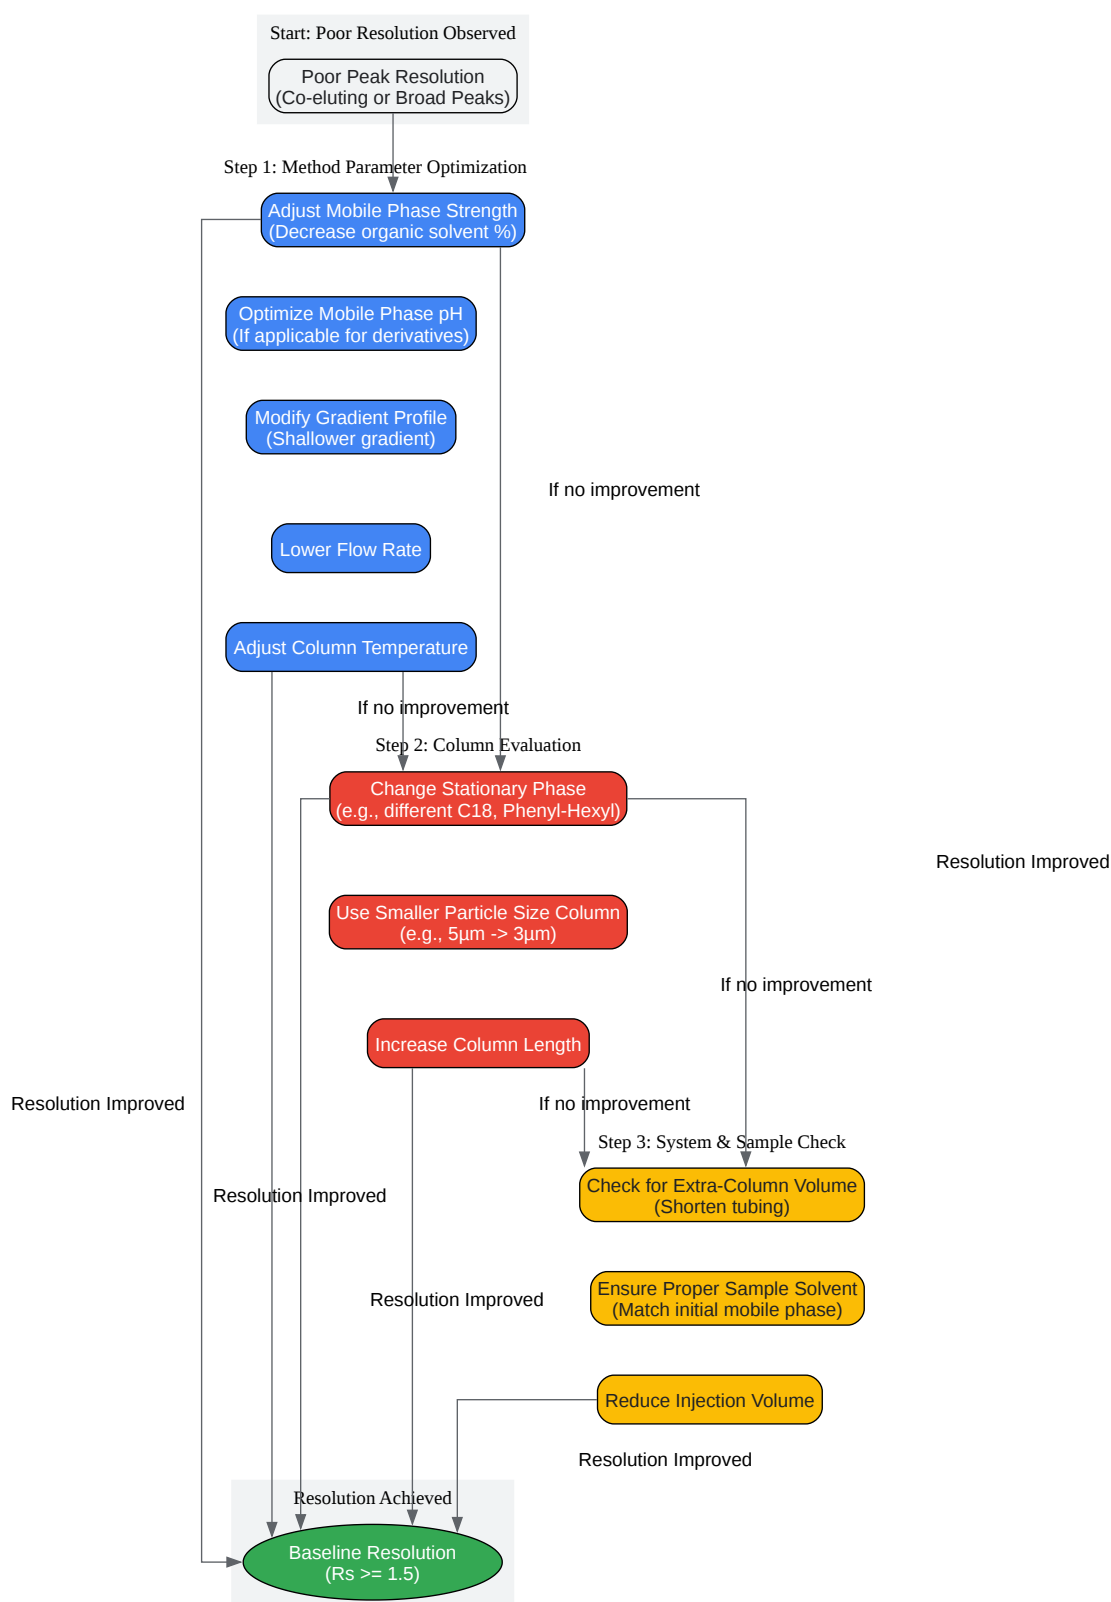 Start: Poor Resolution Observed
Poor Peak Resolution
(Co-eluting or Broad Peaks)
Step 1: Method Parameter Optimization
Adjust Mobile Phase Strength
(Decrease organic solvent %)
Optimize Mobile Phase pH
(If applicable for derivatives)
Modify Gradient Profile
(Shallower gradient)
If no improvement
Lower Flow Rate
Adjust Column Temperature
If no improvement
Step 2: Column Evaluation
Change Stationary Phase
(e.g., different C18, Phenyl-Hexyl)
Resolution Improved
Use Smaller Particle Size Column
(e.g., 5µm -> 3µm)
If no improvement
Increase Column Length
Resolution Improved
If no improvement
Step 3: System & Sample Check
Check for Extra-Column Volume
(Shorten tubing)
Resolution Improved
Ensure Proper Sample Solvent
(Match initial mobile phase)
Resolution Improved
Reduce Injection Volume
Resolution Improved
Resolution Achieved
Baseline Resolution
(Rs >= 1.5)